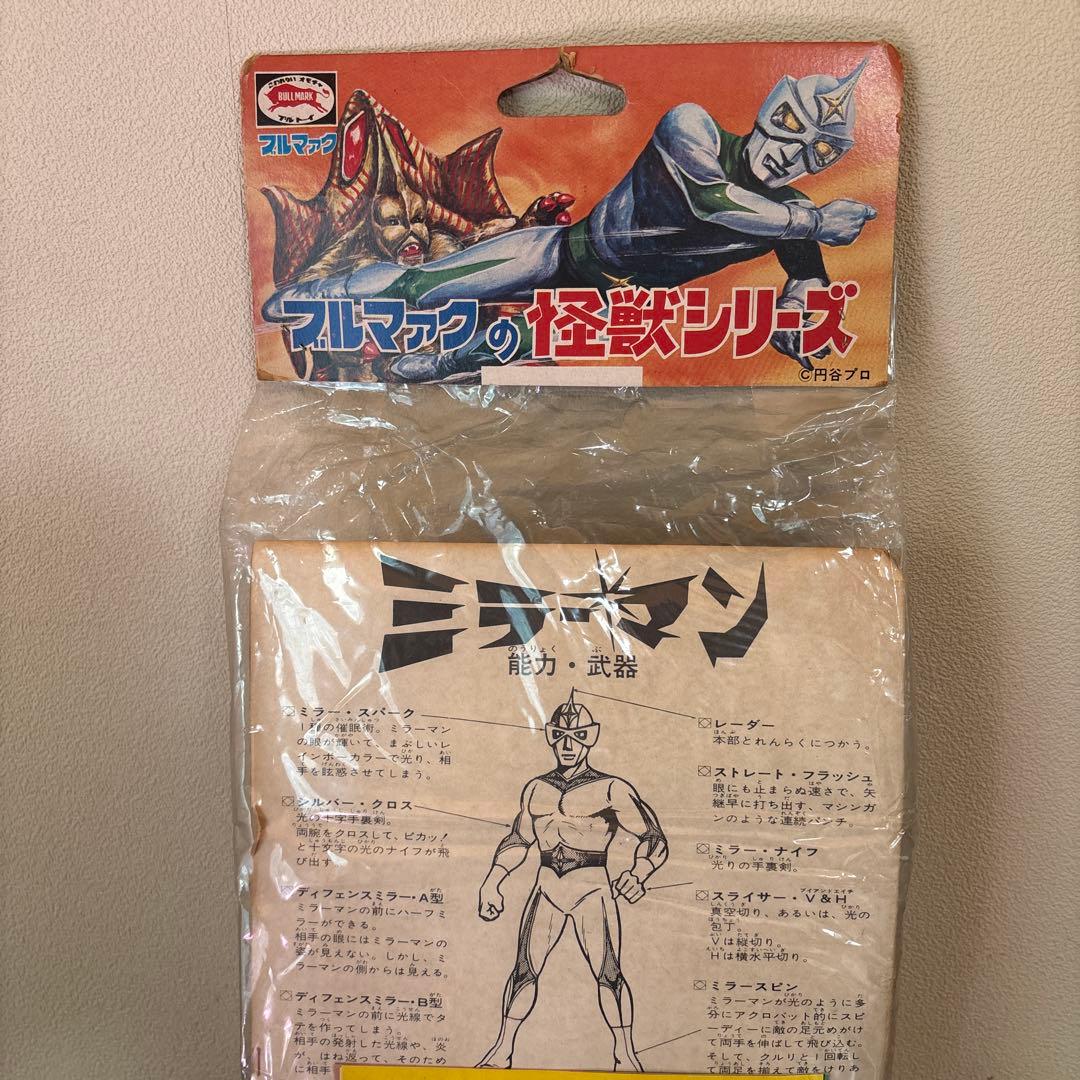 こわれない オモチャ
BULLMARK
ブルトイ
ブルマァク
ブルマァクの怪獣シリーズ
©円谷プロ
ミラーマン
能力・武器
ミラー・スパーク
1種の催眠術。ミラーマン
の眼が輝いて、まぶしいレ
インボーカラーで光り、相
手を眩惑させてしまう。
シルバー・クロス
光の十字手裏剣。
両腕をクロスして、ピカッ!
と十文字の光のナイフが飛
び出す。
ディフェンスミラー・A型
ミラーマンの前にハーフミ
ラーができる。
相手の眼にはミラーマンの
姿が見えない。しかし、ミ
ラーマンの側からは見える。
ディフェンスミラー・B型
ミラーマンの前に光線でタ
テを作ってしまう。
相手の発射した光線や、炎
が、はね返って、そのため
に相手
レーダー
本部とれんらくにつかう。
ストレート・フラッシュ
眼にも止まらぬ速さで、矢
継早に打ち出す、マシンガ
ンのような連続パンチ。
ミラー・ナイフ
光りの手裏剣。
スライサー・V&H
真空切り、あるいは、光の
包丁。
Vは縦切り。
Hは横水平切り。
ミラースピン
ミラーマンが光のように多
分にアクロバット的にスピ
ーディーに敵の足元めがけ
て両手を伸ばして飛び込む。
そして、クルリと1回転し
て両足を揃えて敵をけりあ